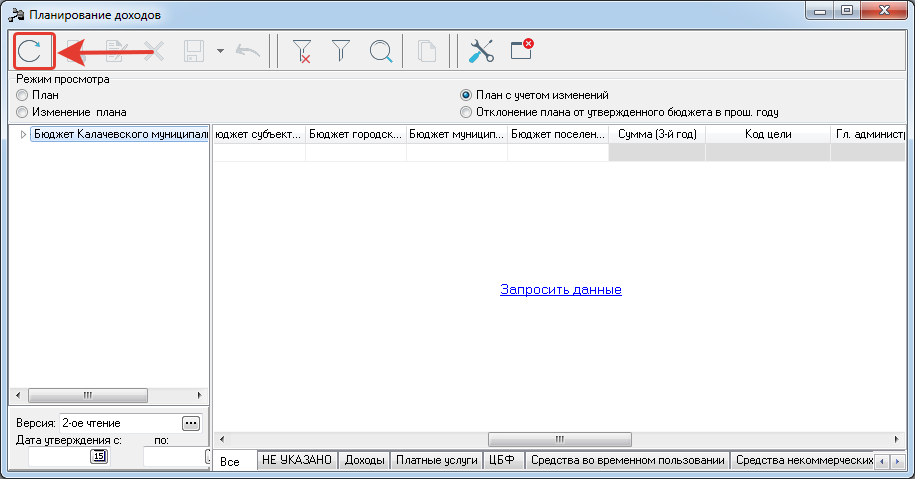 Планирование доходов
Режим просмотра
План
План с учетом изменений
Изменение плана
Отклонение плана от утвержденного бюджета в прош. году
Бюджет Калачевского муниципалы
юджет субъект... Бюджет городск... Бюджет муницип... Бюджет поселен... Сумма (3-й год) Код цели Гл. администр
Запросить данные
Версия: 2-ое чтение ...
Дата утверждения с: по:
15
Все НЕ УКАЗАНО Доходы Платные услуги ЦБФ Средства во временном пользовании Средства некоммерческих